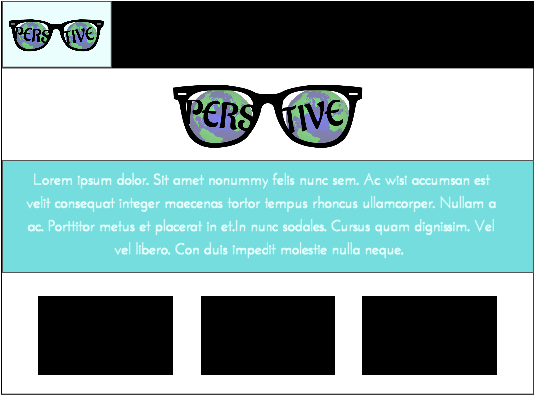 PERS TIVE
PERS TIVE
Lorem ipsum dolor. Sit amet nonummy felis nunc sem. Ac wisi accumsan est
velit consequat integer maecenas tortor tempus rhoncus ullamcorper. Nullam a
ac. Porttitor metus et placerat in et.In nunc sodales. Cursus quam dignissim. Vel
vel libero. Con duis impedit molestie nulla neque.